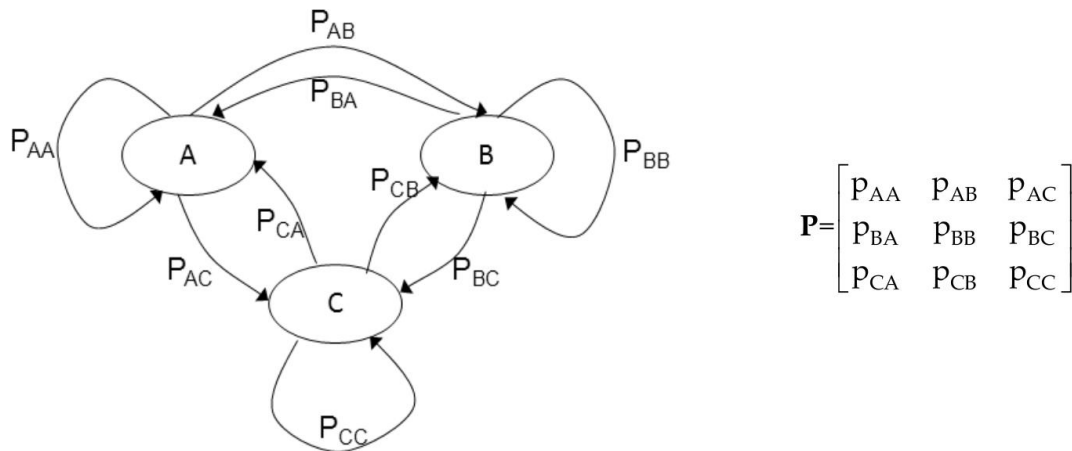 P_AB
P_BA
P_AA
A
B
P_BB
P_CB
P_CA
P_AC
P_BC
C
P_CC
P=[p_AA p_AB p_AC
p_BA p_BB p_BC
p_CA p_CB p_CC]